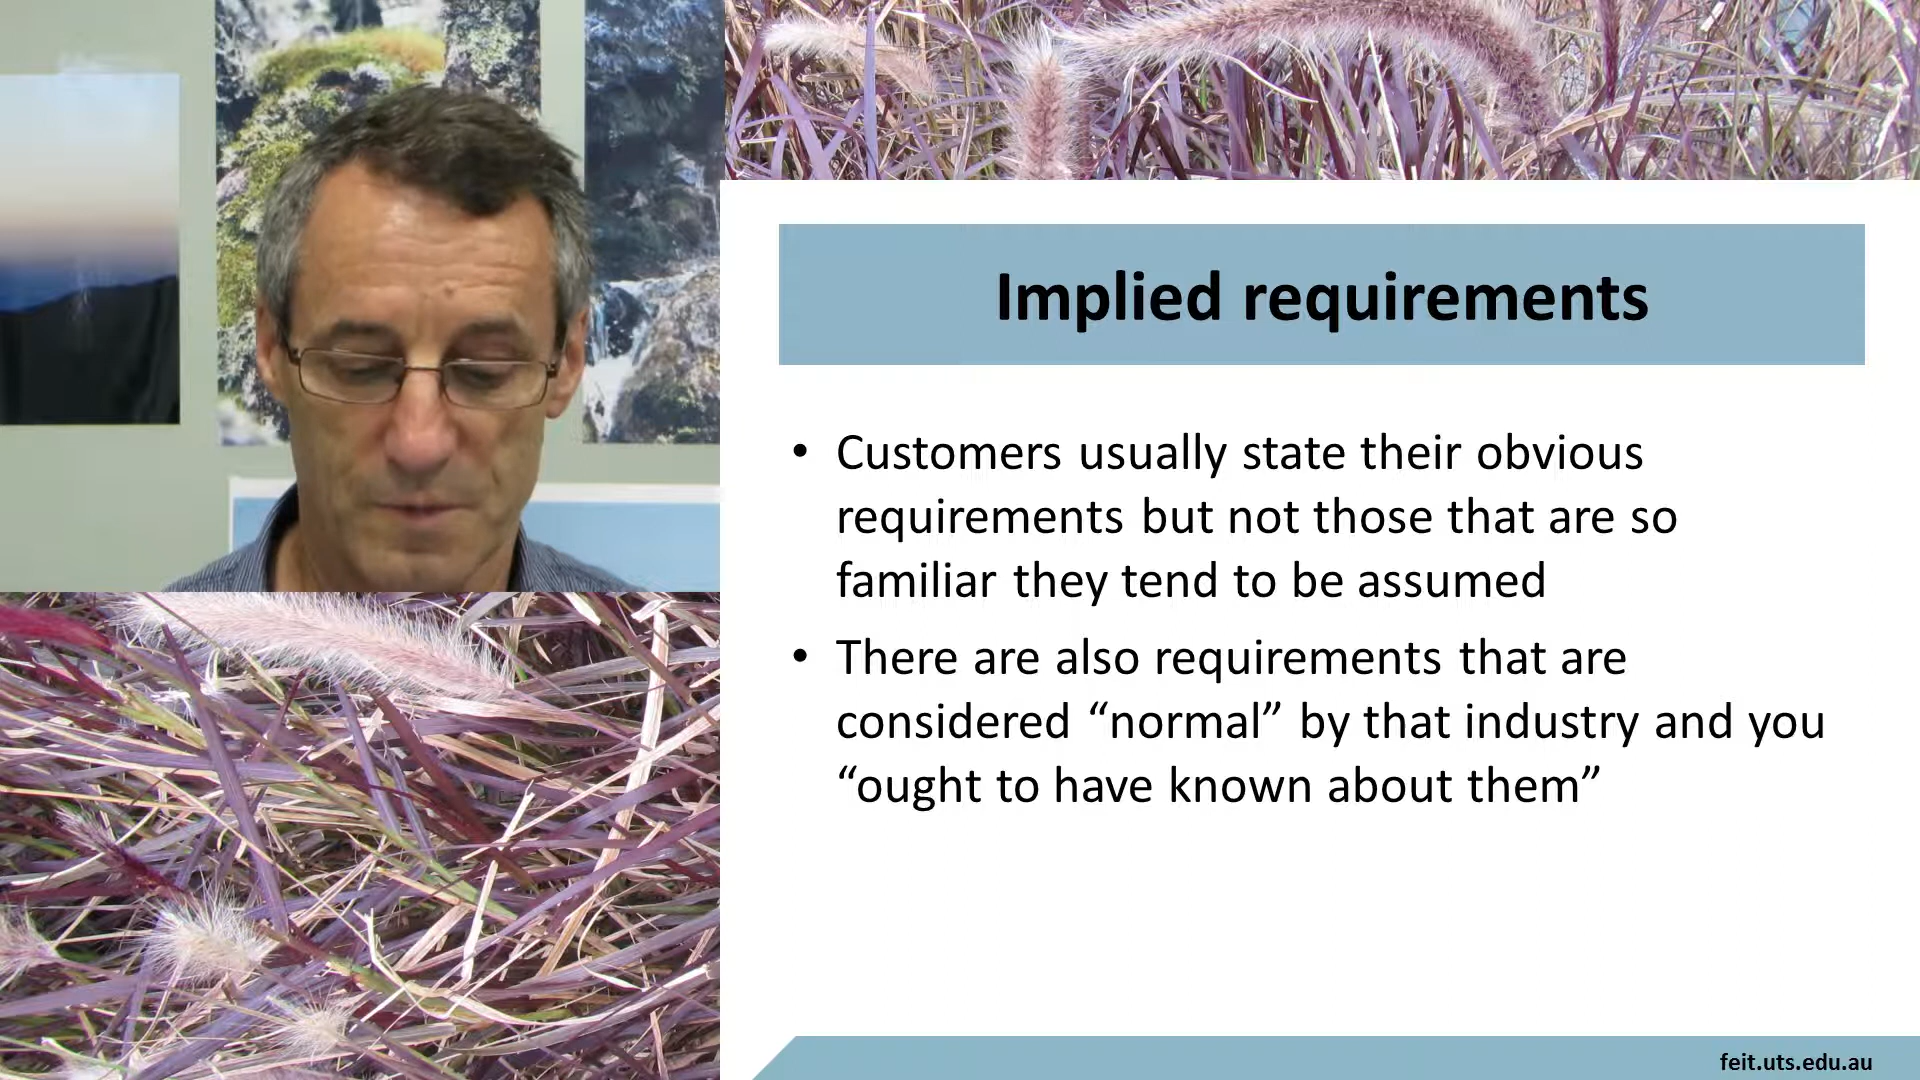 Implied requirements
• Customers usually state their obvious
requirements but not those that are so
familiar they tend to be assumed
• There are also requirements that are
considered “normal” by that industry and you
“ought to have known about them”
feit.uts.edu.au